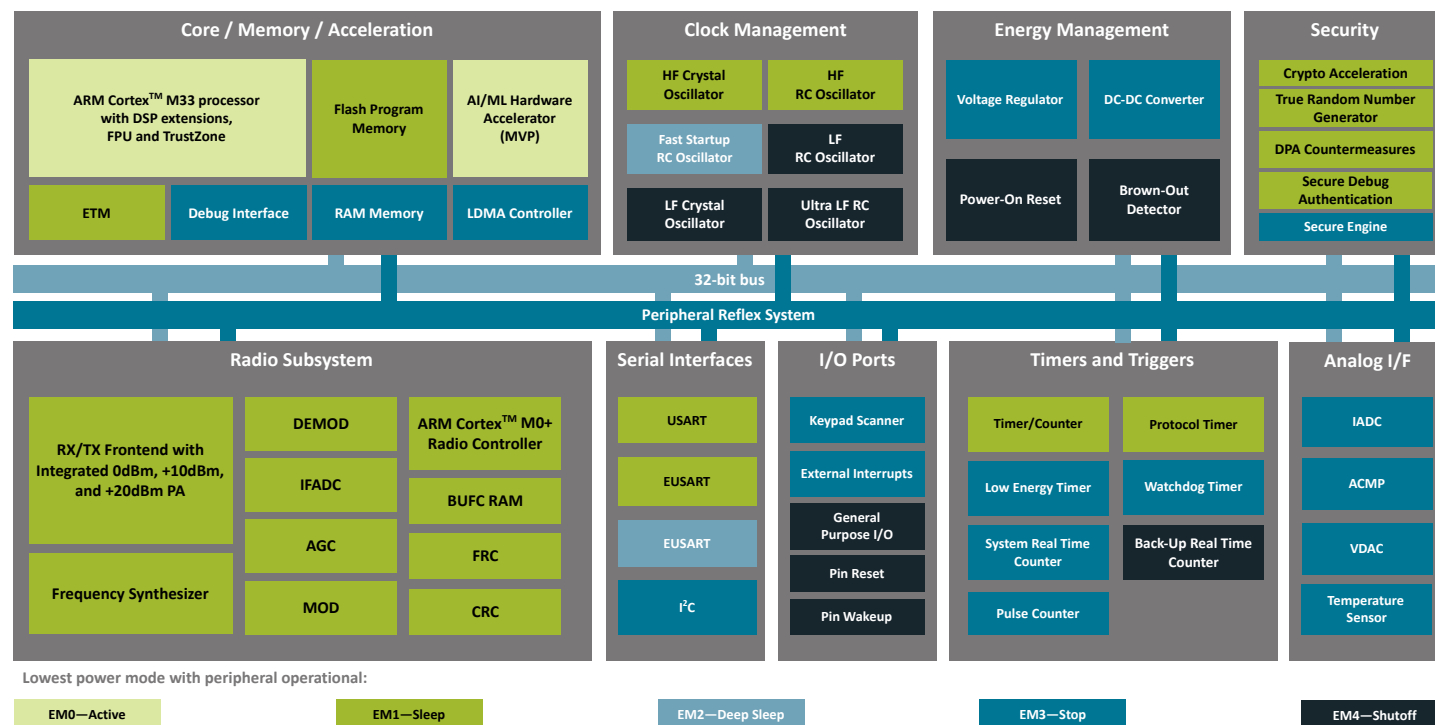 Core / Memory / Acceleration
ARM Cortex™ M33 processor
with DSP extensions,
FPU and TrustZone
Flash Program
Memory
AI/ML Hardware
Accelerator
(MVP)
ETM
Debug Interface
RAM Memory
LDMA Controller
Clock Management
HF Crystal
Oscillator
HF
RC Oscillator
Fast Startup
RC Oscillator
LF
RC Oscillator
LF Crystal
Oscillator
Ultra LF RC
Oscillator
Energy Management
Voltage Regulator
DC-DC Converter
Power-On Reset
Brown-Out
Detector
Security
Crypto Acceleration
True Random Number
Generator
DPA Countermeasures
Secure Debug
Authentication
Secure Engine
32-bit bus
Peripheral Reflex System
Radio Subsystem
RX/TX Frontend with
Integrated 0dBm, +10dBm,
and +20dBm PA
Frequency Synthesizer
DEMOD
IFADC
AGC
MOD
ARM Cortex™ M0+
Radio Controller
BUFC RAM
FRC
CRC
Serial Interfaces
USART
EUSART
EUSART
I²C
I/O Ports
Keypad Scanner
External Interrupts
General
Purpose I/O
Pin Reset
Pin Wakeup
Timers and Triggers
Timer/Counter
Protocol Timer
Low Energy Timer
Watchdog Timer
System Real Time
Counter
Back-Up Real Time
Counter
Pulse Counter
Analog I/F
IADC
ACMP
VDAC
Temperature
Sensor
Lowest power mode with peripheral operational:
EM0—Active
EM1—Sleep
EM2—Deep Sleep
EM3—Stop
EM4—Shutoff